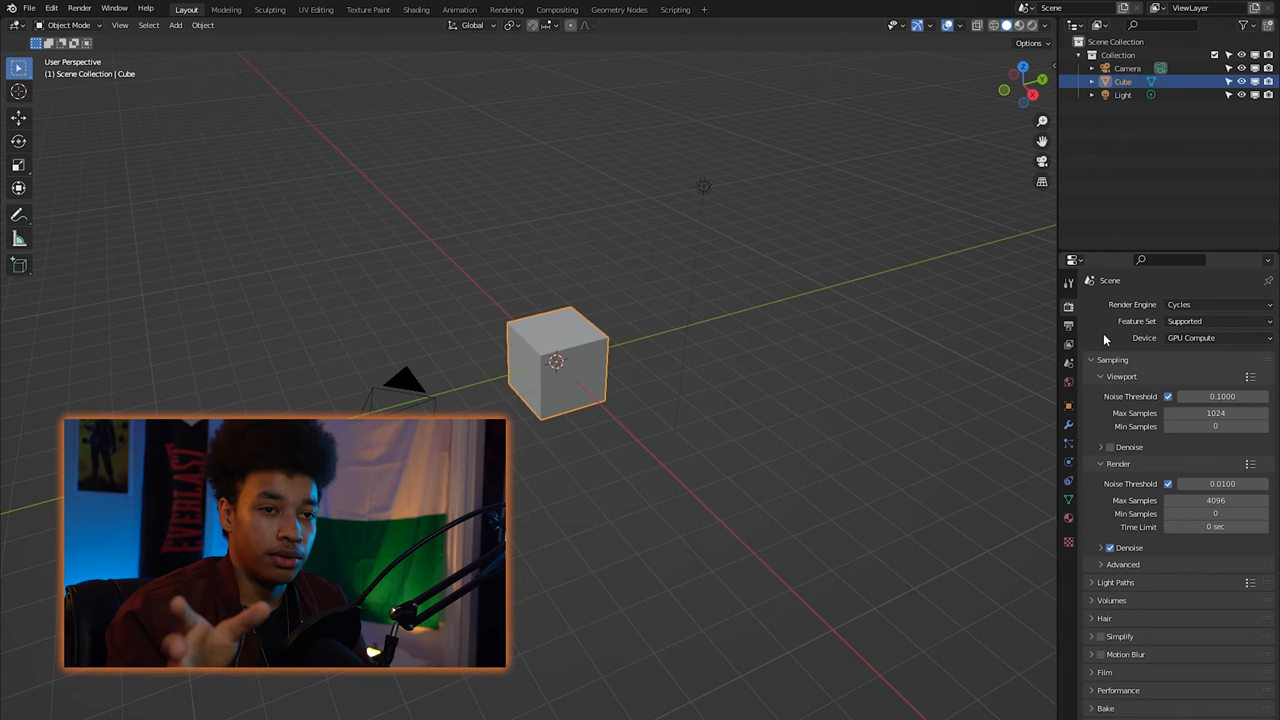 File Edit Render Window Help Layout Modeling Sculpting UV Editing Texture Paint Shading Animation Rendering Compositing Geometry Nodes Scripting + Scene ViewLayer
Object Mode View Select Add Object Global
Options
User Perspective
(1) Scene Collection | Cube
Z
Y
X
Scene Collection
Collection
Camera
Cube
Light
Scene
Render Engine Cycles
Feature Set Supported
Device GPU Compute
Sampling
Viewport
Noise Threshold 0.1000
Max Samples 1024
Min Samples 0
Denoise
Render
Noise Threshold 0.0100
Max Samples 4096
Min Samples 0
Time Limit 0 sec
Denoise
Advanced
Light Paths
Volumes
Hair
Simplify
Motion Blur
Film
Performance
Bake
EVERLAST